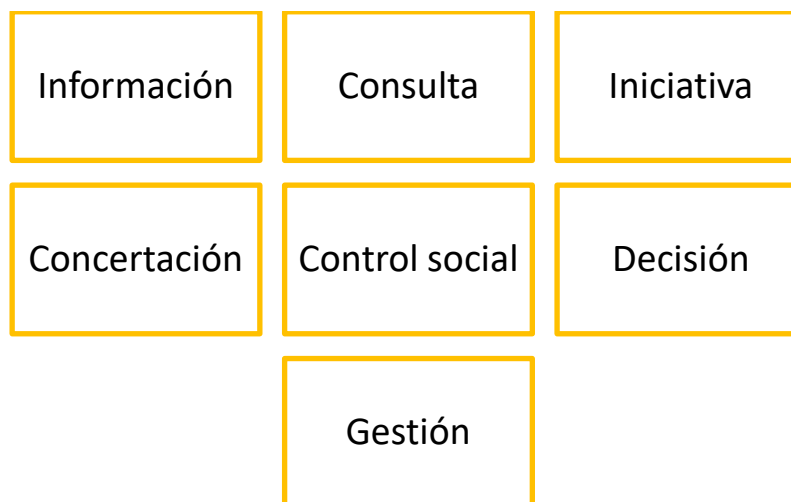 Información
Consulta
Iniciativa
Concertación
Control social
Decisión
Gestión